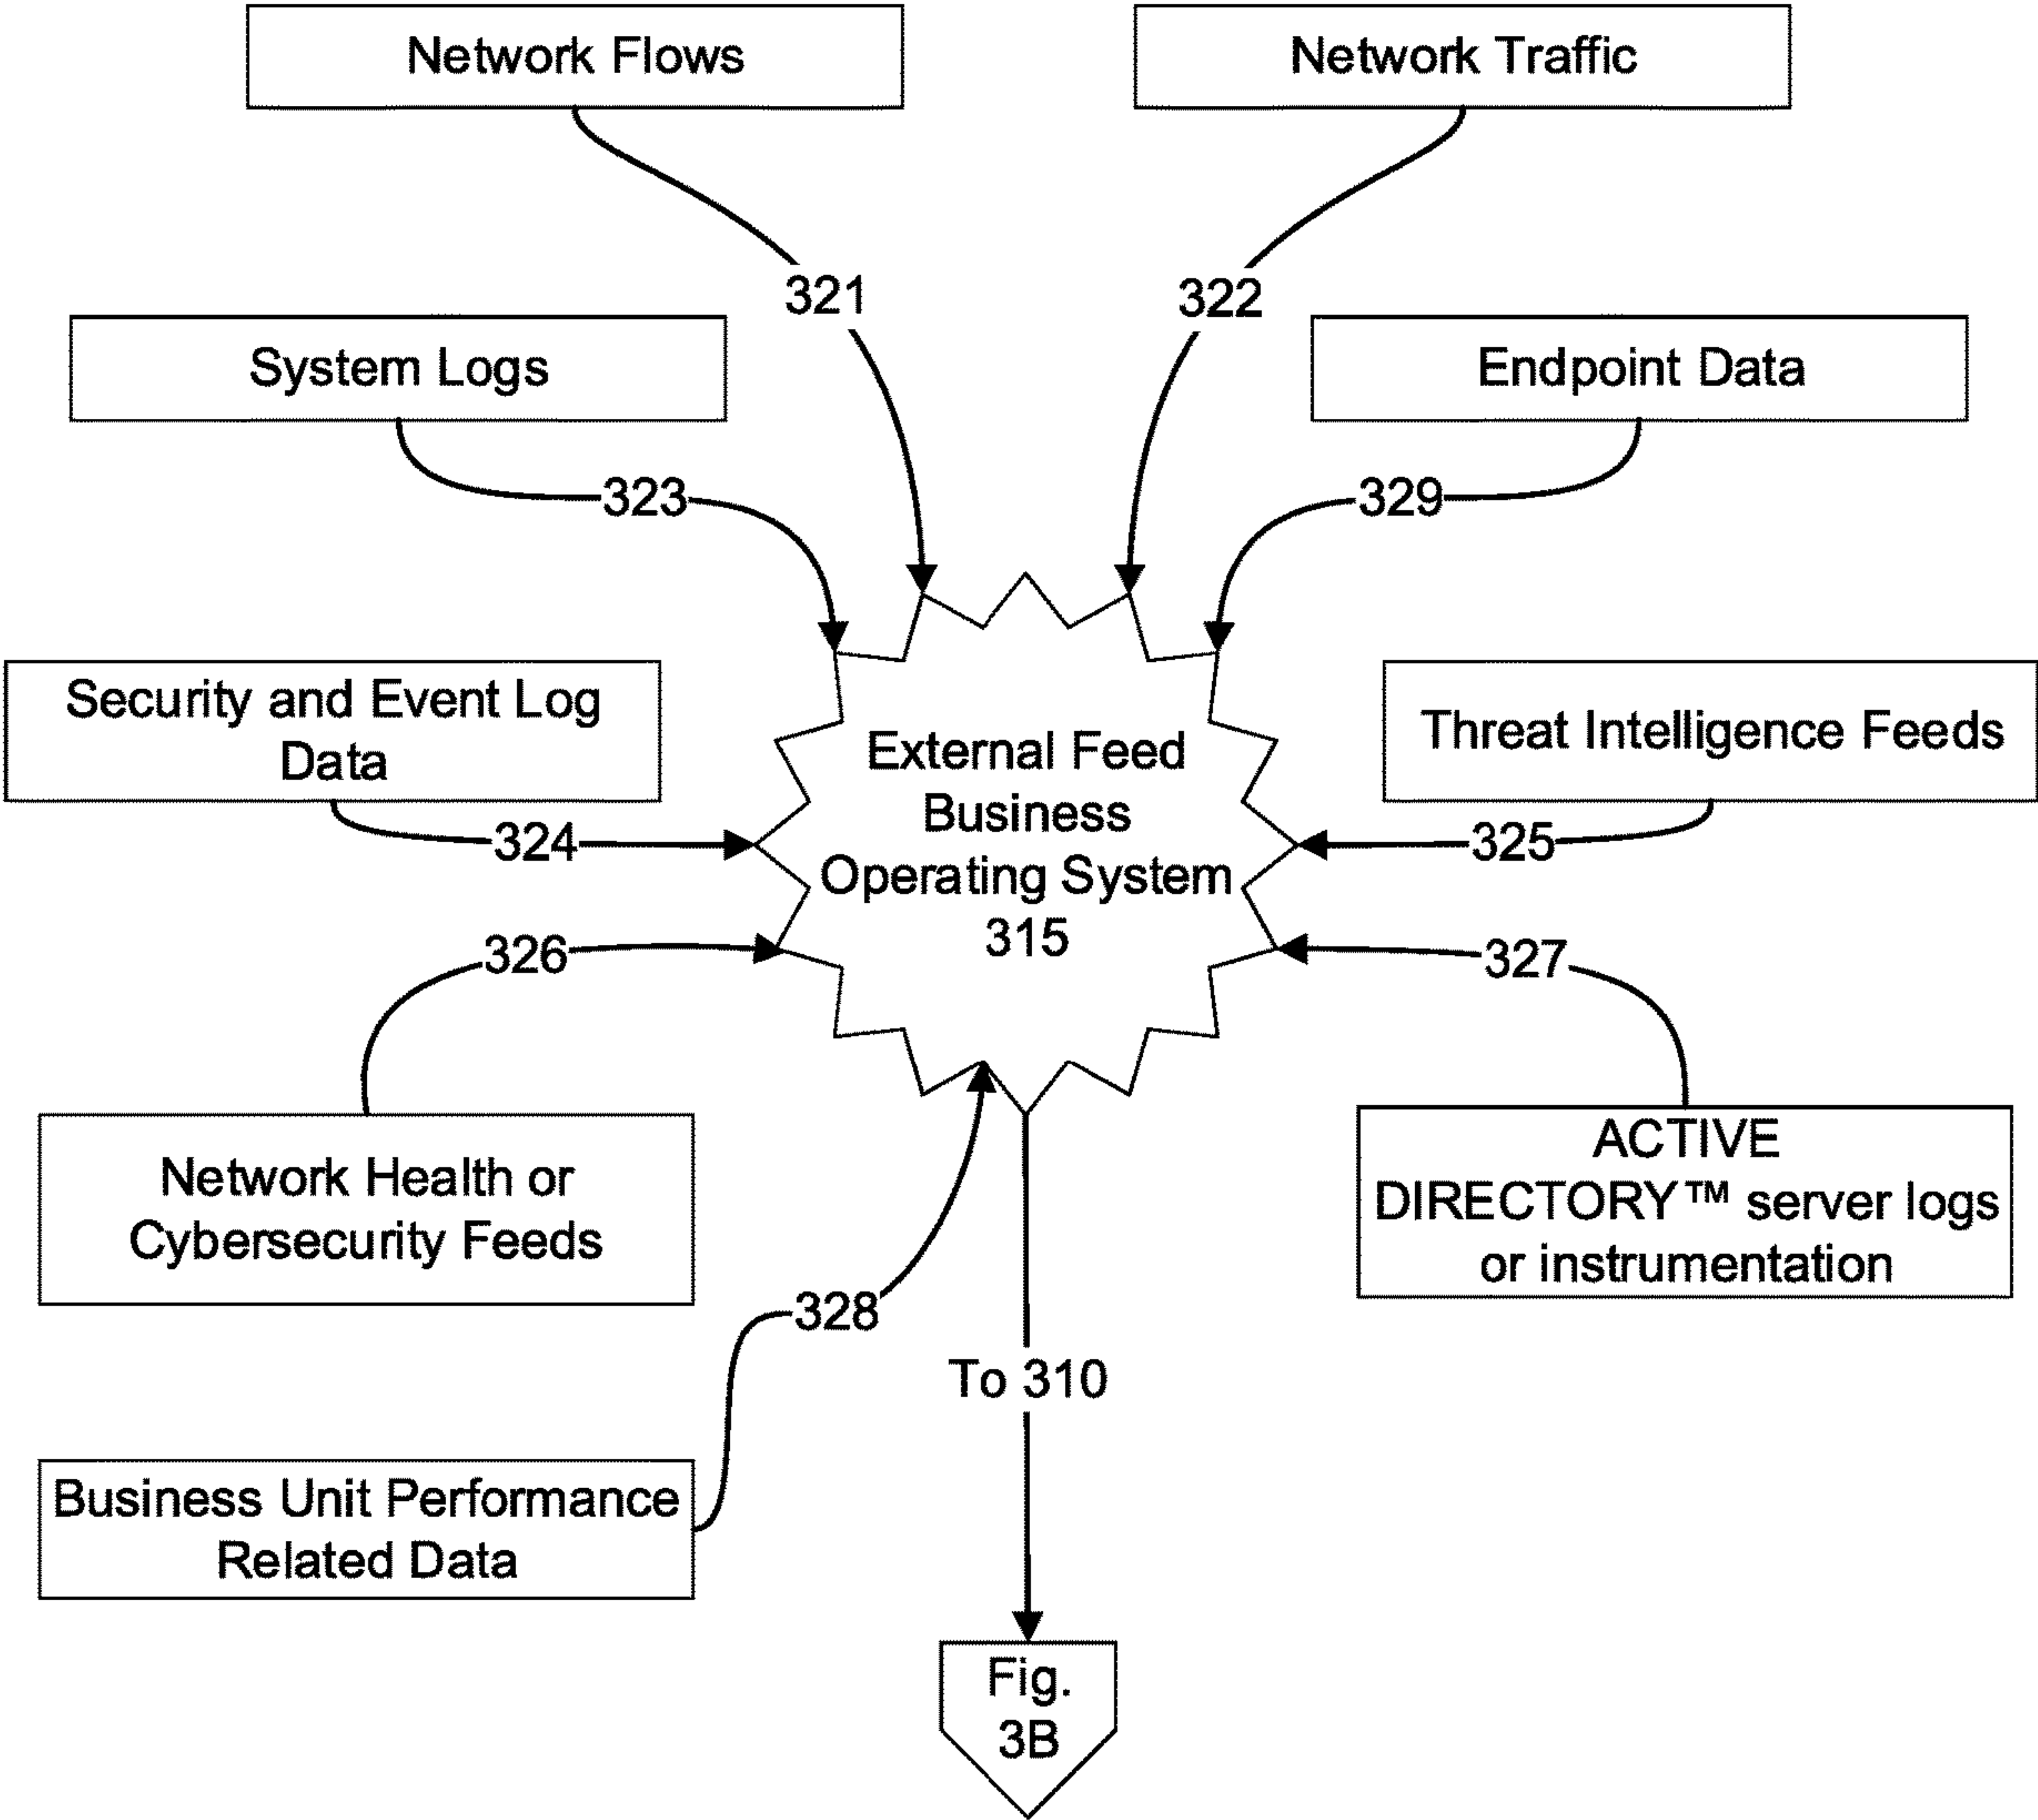 Network Flows
Network Traffic
321
322
System Logs
Endpoint Data
323
329
Security and Event Log
Data
External Feed
Business
Operating System
315
Threat Intelligence Feeds
324
325
326
327
Network Health or
Cybersecurity Feeds
ACTIVE
DIRECTORY™ server logs
or instrumentation
328
To 310
Business Unit Performance
Related Data
Fig.
3B